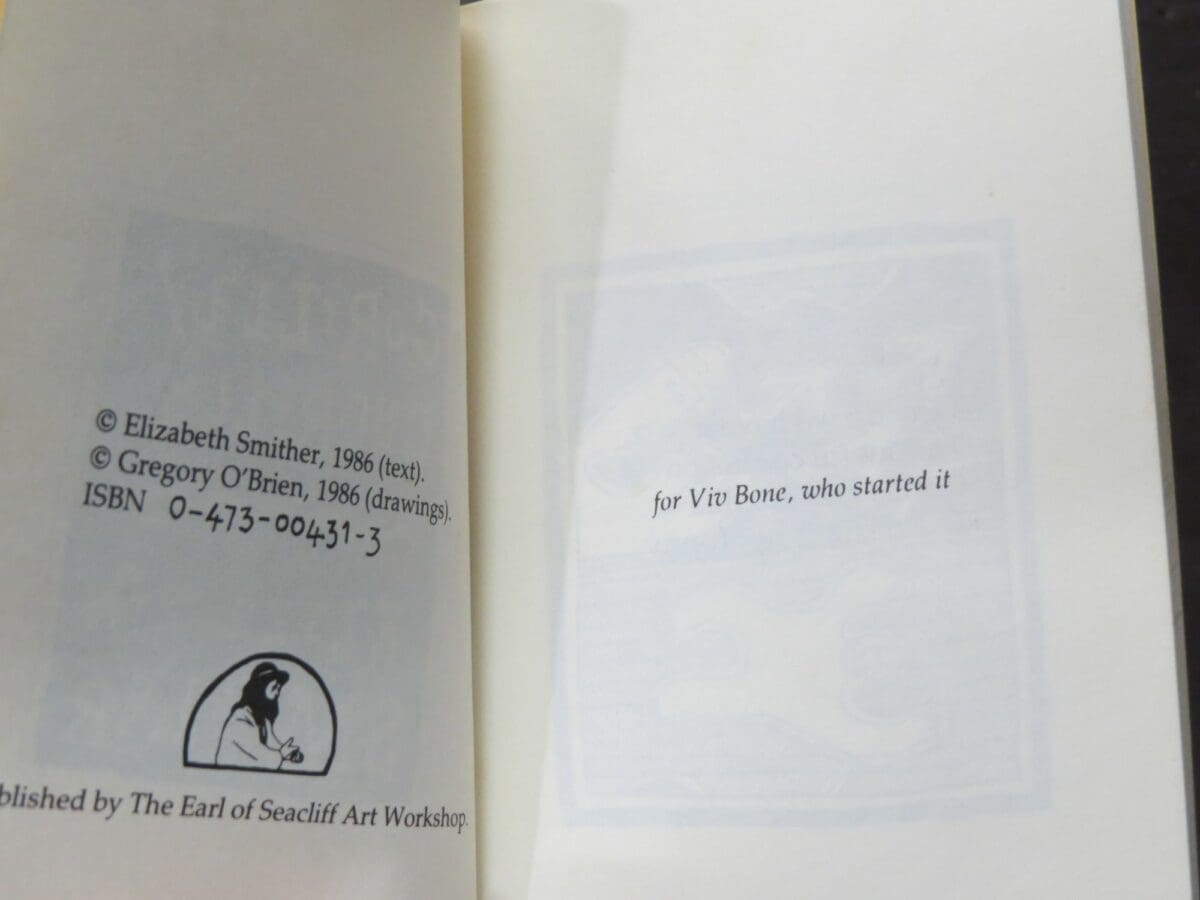 © Elizabeth Smither, 1986 (text).
© Gregory O'Brien, 1986 (drawings).
ISBN 0-473-00431-3
blished by The Earl of Seacliff Art Workshop.
for Viv Bone, who started it